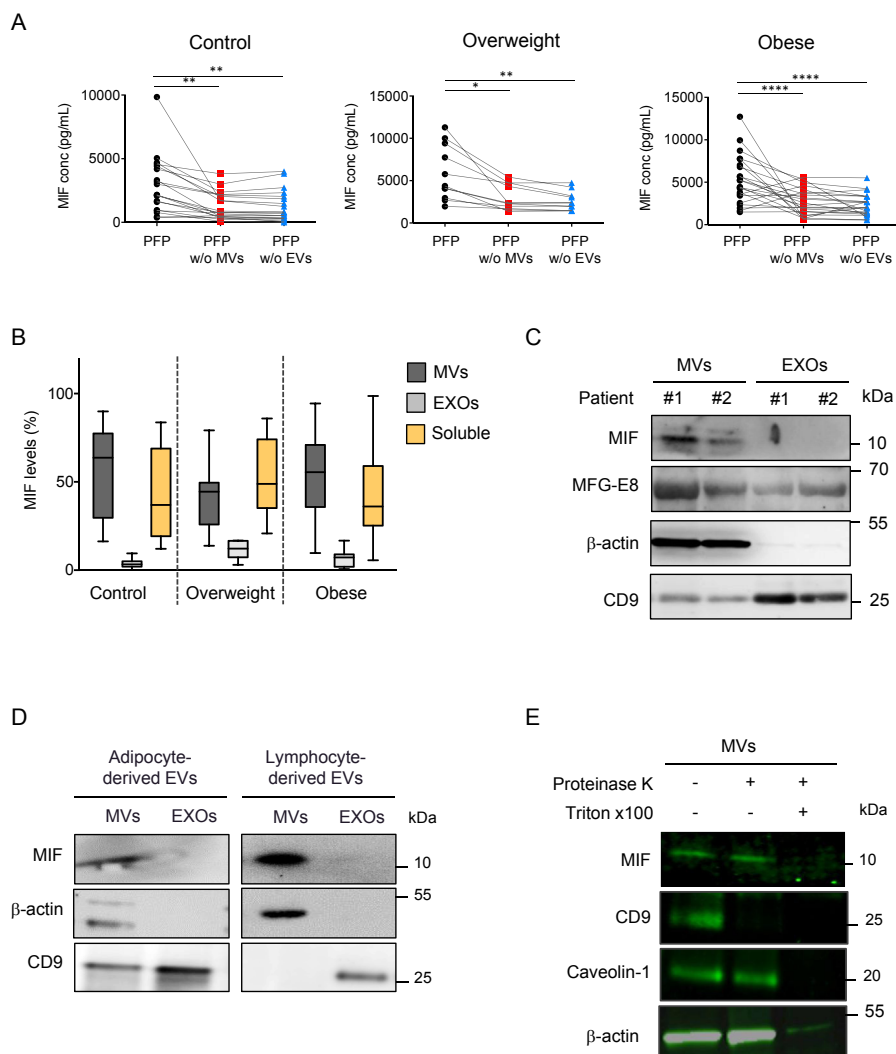 A
Control
Overweight
Obese
**
**
**
*
****
****
MIF conc (pg/mL)
10000
5000
0
PFP
PFP
w/o MVs
PFP
w/o EVs
MIF conc (pg/mL)
15000
10000
5000
0
PFP
PFP
w/o MVs
PFP
w/o EVs
MIF conc (pg/mL)
15000
10000
5000
0
PFP
PFP
w/o MVs
PFP
w/o EVs
B
MIF levels (%)
100
50
0
Control
Overweight
Obese
MVs
EXOs
Soluble
C
MVs
EXOs
Patient #1 #2 #1 #2 kDa
MIF
10
70
MFG-E8
55
β-actin
CD9
25
D
Adipocyte-
derived EVs
Lymphocyte-
derived EVs
MVs EXOs MVs EXOs kDa
MIF
10
55
β-actin
CD9
25
E
MVs
Proteinase K - + +
Triton x100 - - + kDa
MIF
10
CD9
25
Caveolin-1
20
55
β-actin